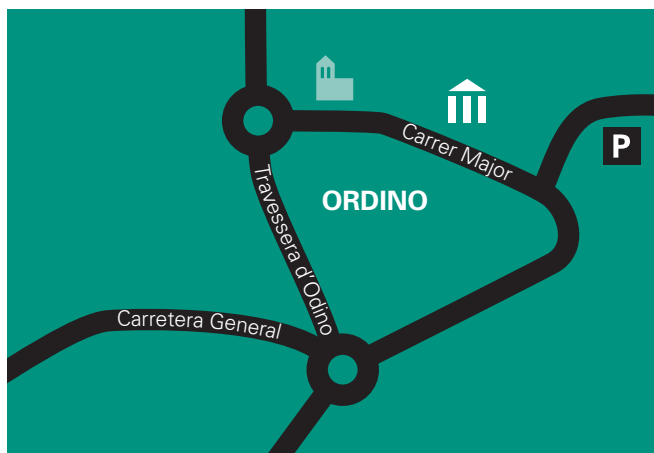 Carrer Major
P
ORDINO
Travessera d'Odino
Carretera General